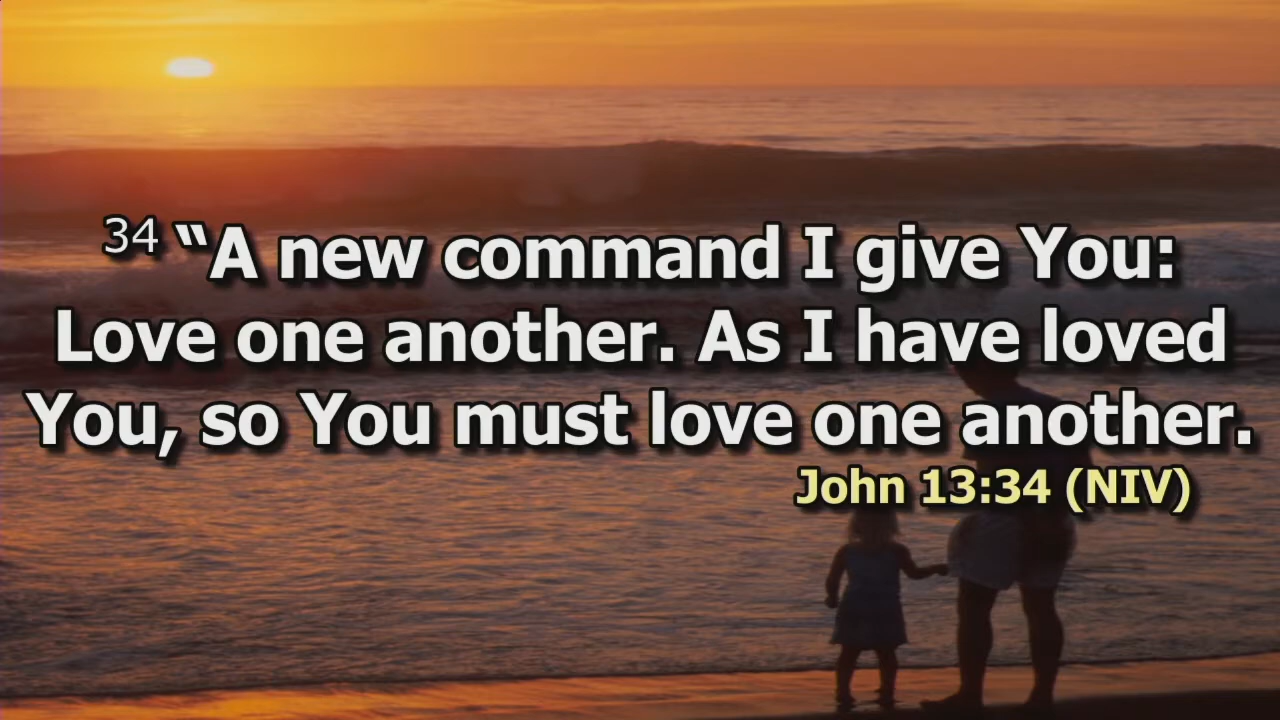 34 “A new command I give You:
Love one another. As I have loved
You, so You must love one another.
John 13:34 (NIV)